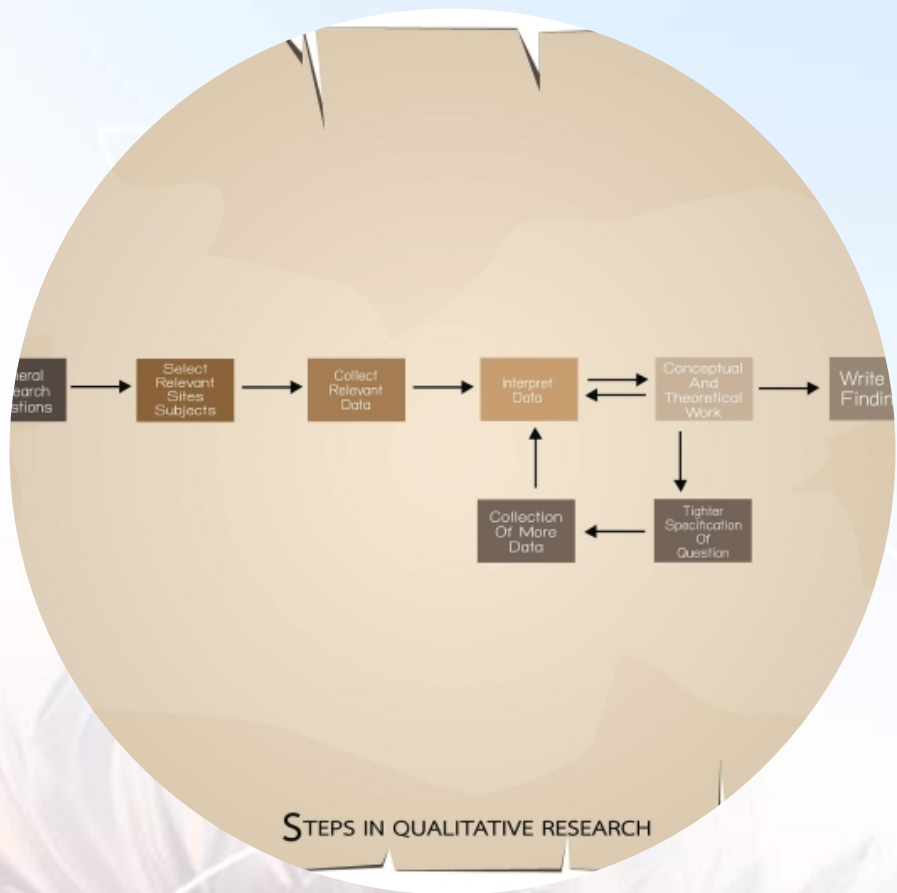 Select
Relevant
Sites
Subjects
Collect
Relevant
Data
Interpret
Data
Conceptual
And
Theoretical
Work
Write
Collection
Of More
Data
Tighter
Specification
Of
Question
STEPS IN QUALITATIVE RESEARCH